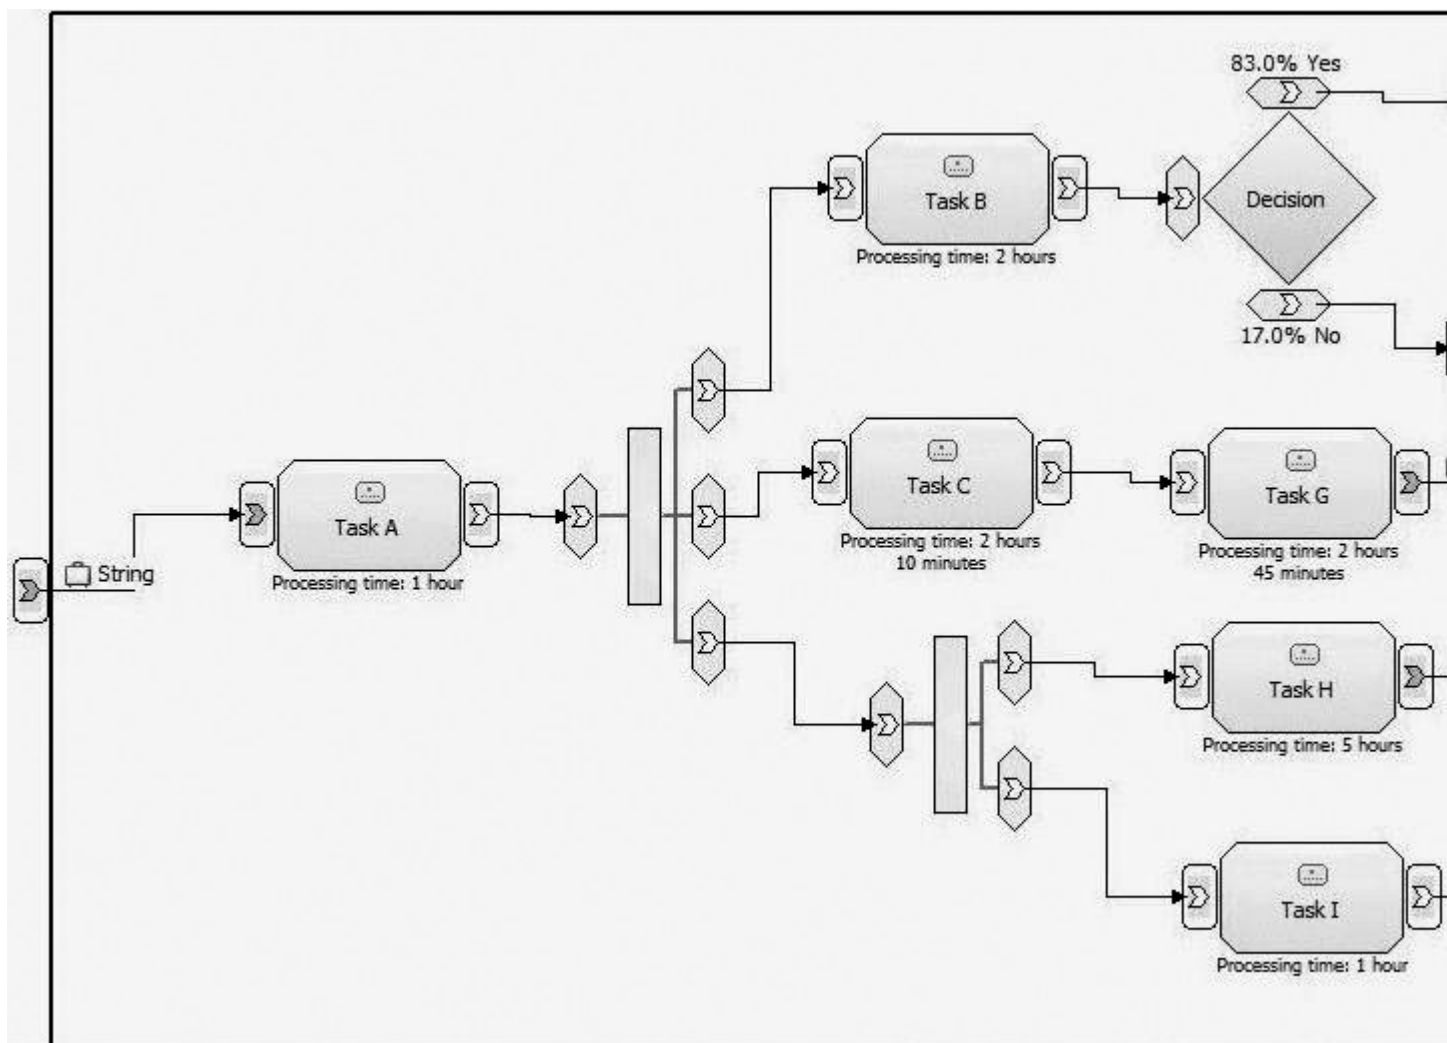 83.0% Yes
Task B
Decision
Processing time: 2 hours
17.0% No
Task C
Task G
Task A
Processing time: 2 hours
10 minutes
Processing time: 2 hours
45 minutes
String
Processing time: 1 hour
Task H
Processing time: 5 hours
Task I
Processing time: 1 hour